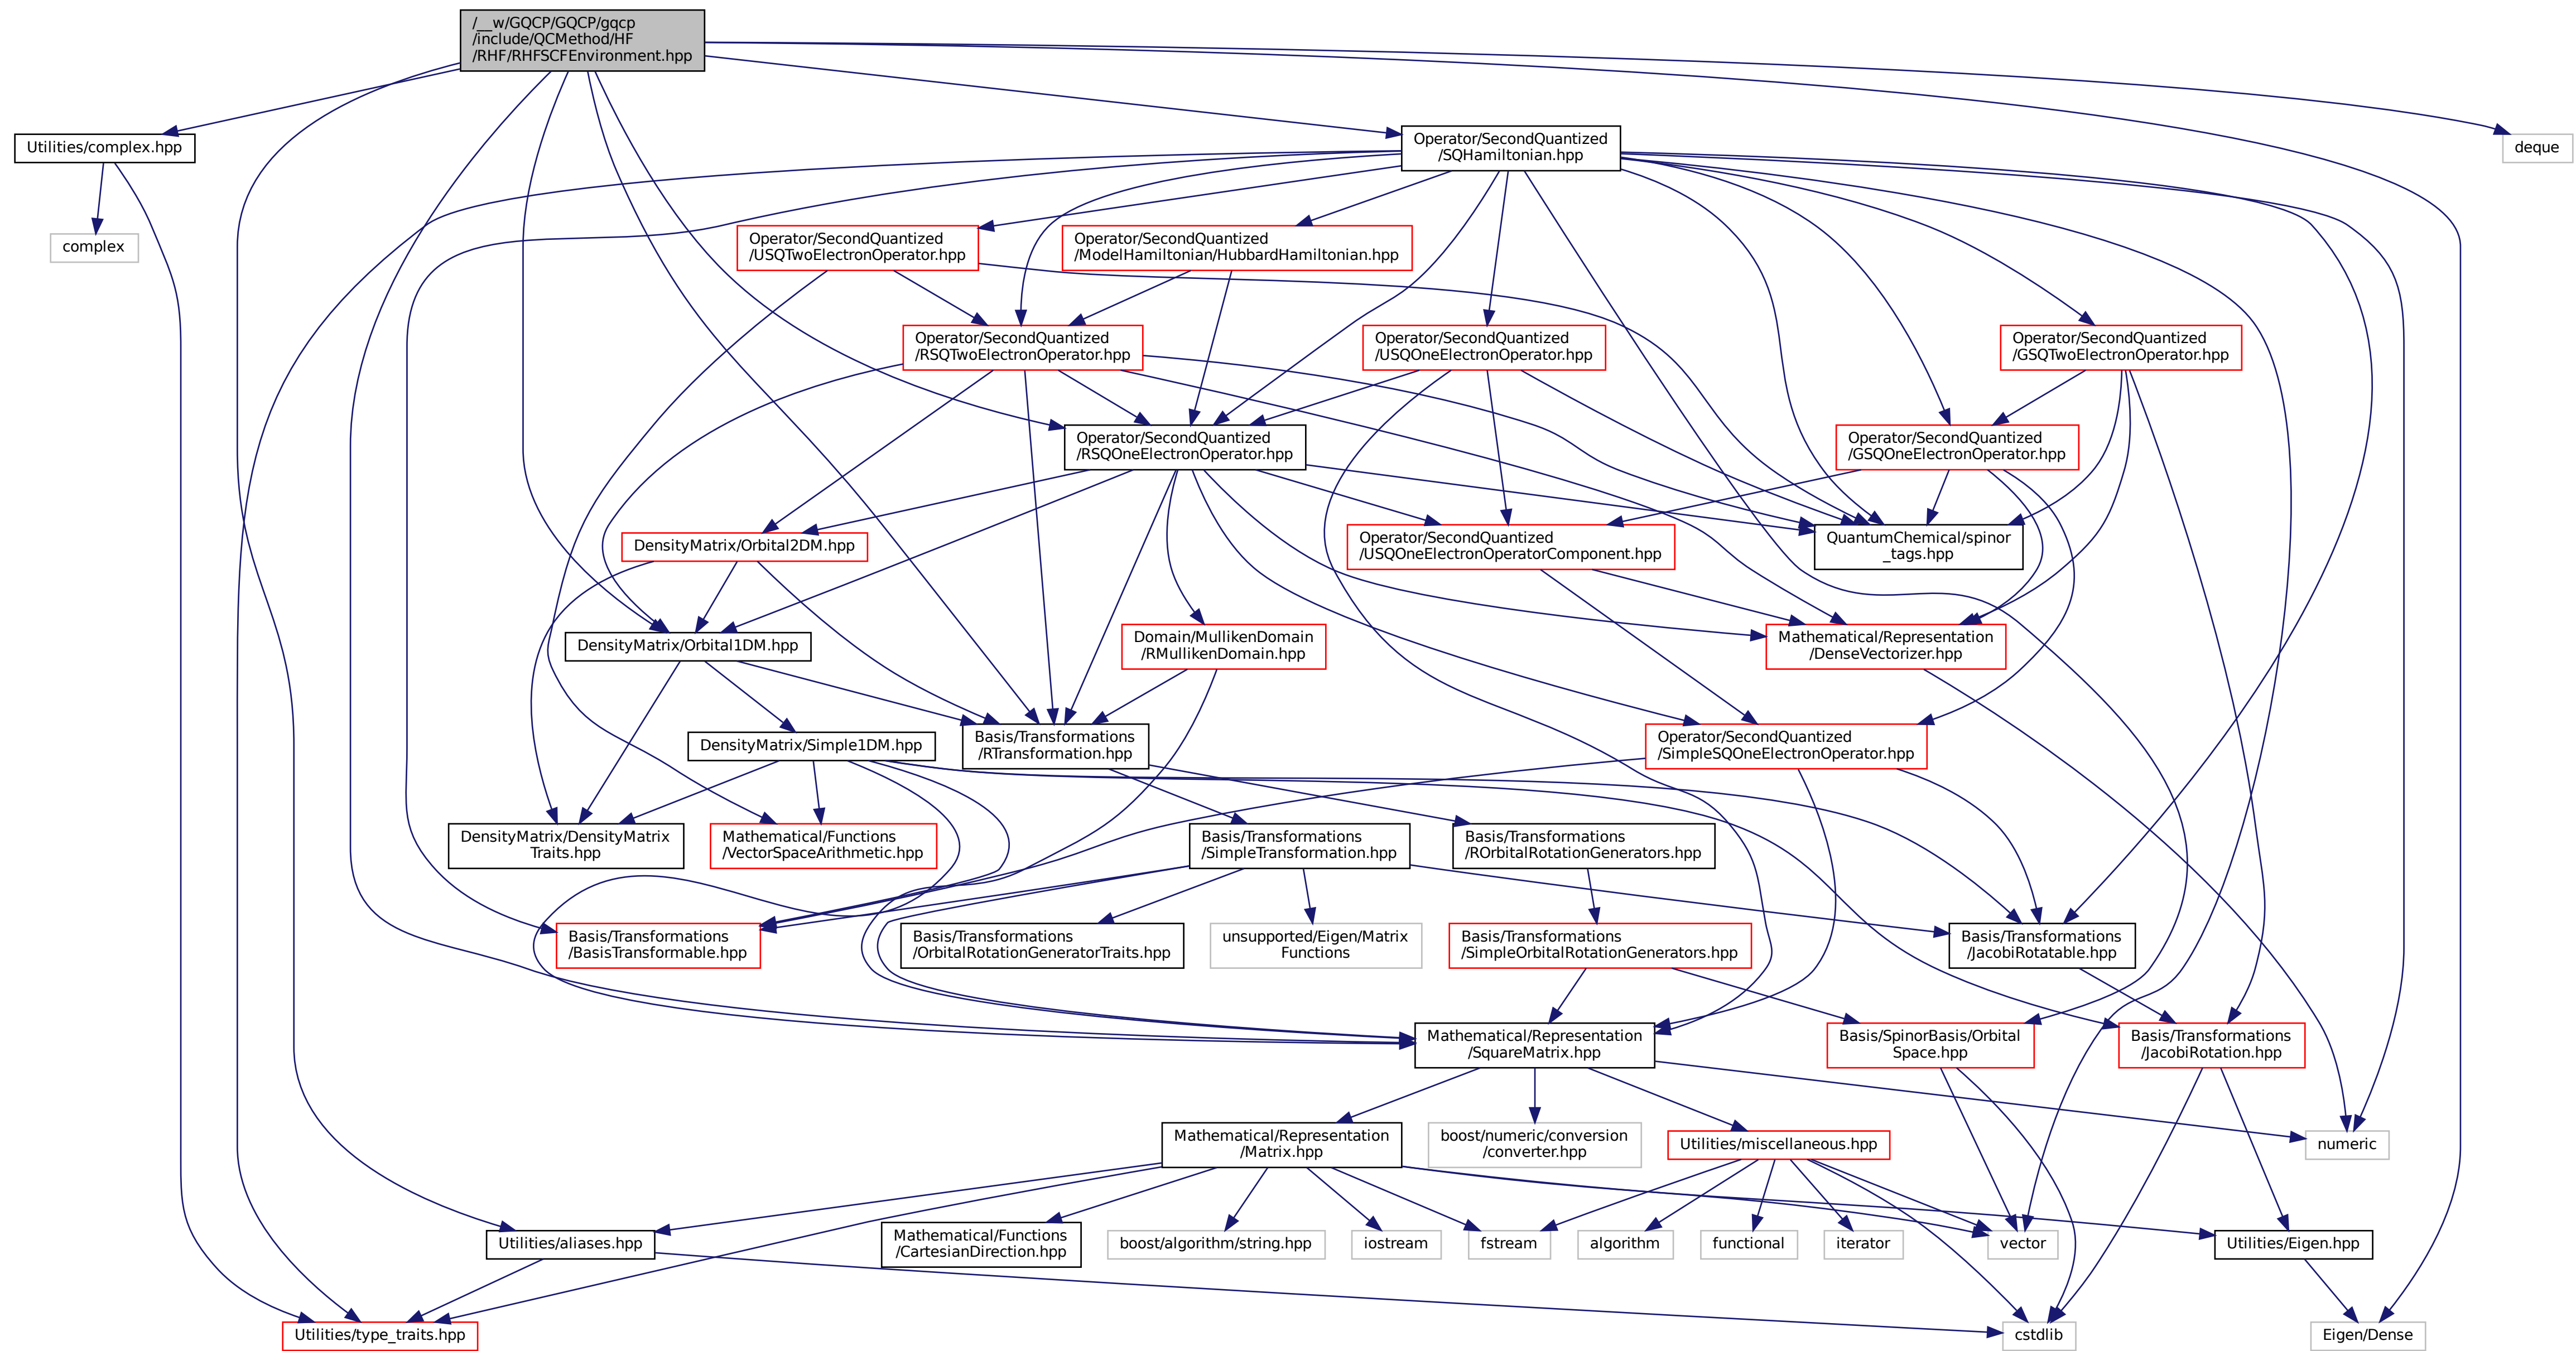 /__w/GQCP/GQCP/gqcp
/include/QCMethod/HF
/RHF/RHFSCFEnvironment.hpp
Utilities/complex.hpp
Operator/SecondQuantized
/SQHamiltonian.hpp
deque
complex
Operator/SecondQuantized
/USQTwoElectronOperator.hpp
Operator/SecondQuantized
/ModelHamiltonian/HubbardHamiltonian.hpp
Operator/SecondQuantized
/RSQTwoElectronOperator.hpp
Operator/SecondQuantized
/USQOneElectronOperator.hpp
Operator/SecondQuantized
/GSQTwoElectronOperator.hpp
Operator/SecondQuantized
/RSQOneElectronOperator.hpp
Operator/SecondQuantized
/GSQOneElectronOperator.hpp
DensityMatrix/Orbital2DM.hpp
Operator/SecondQuantized
/USQOneElectronOperatorComponent.hpp
QuantumChemical/spinor
_tags.hpp
DensityMatrix/Orbital1DM.hpp
Domain/MullikenDomain
/RMullikenDomain.hpp
Mathematical/Representation
/DenseVectorizer.hpp
DensityMatrix/Simple1DM.hpp
Basis/Transformations
/RTransformation.hpp
Operator/SecondQuantized
/SimpleSQOneElectronOperator.hpp
DensityMatrix/DensityMatrix
Traits.hpp
Mathematical/Functions
/VectorSpaceArithmetic.hpp
Basis/Transformations
/SimpleTransformation.hpp
Basis/Transformations
/ROrbitalRotationGenerators.hpp
Basis/Transformations
/BasisTransformable.hpp
Basis/Transformations
/OrbitalRotationGeneratorTraits.hpp
unsupported/Eigen/Matrix
Functions
Basis/Transformations
/SimpleOrbitalRotationGenerators.hpp
Basis/Transformations
/JacobiRotatable.hpp
Mathematical/Representation
/SquareMatrix.hpp
Basis/SpinorBasis/Orbital
Space.hpp
Basis/Transformations
/JacobiRotation.hpp
Mathematical/Representation
/Matrix.hpp
boost/numeric/conversion
/converter.hpp
Utilities/miscellaneous.hpp
numeric
Utilities/aliases.hpp
Mathematical/Functions
/CartesianDirection.hpp
boost/algorithm/string.hpp
iostream
fstream
algorithm
functional
iterator
vector
Utilities/Eigen.hpp
Utilities/type_traits.hpp
cstdlib
Eigen/Dense